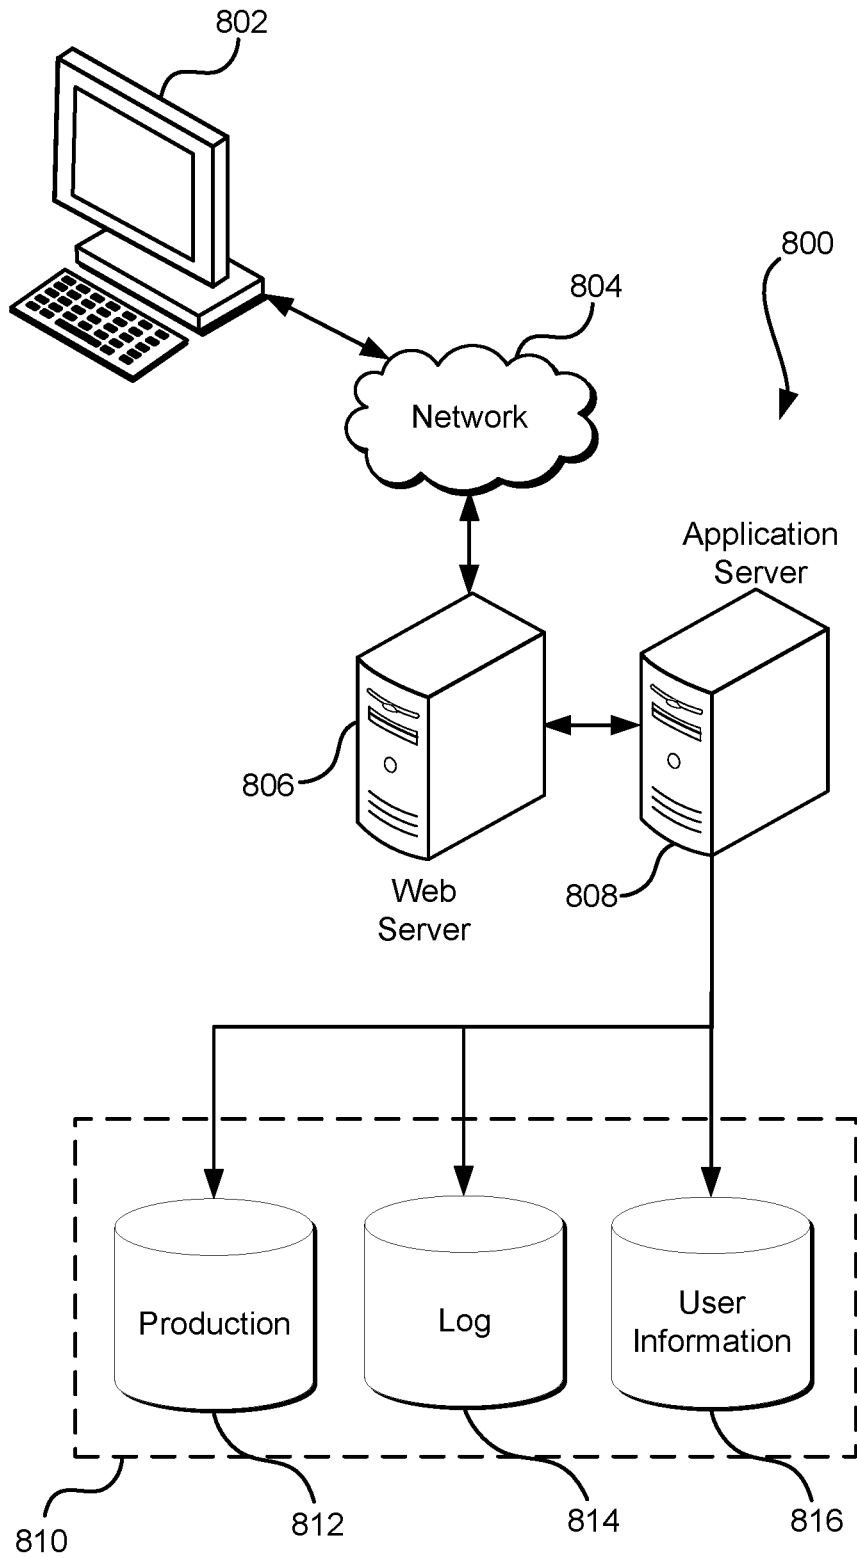 802
800
804
Network
Application
Server
806
808
Web
Server
Production
Log
User
Information
810
812
814
816